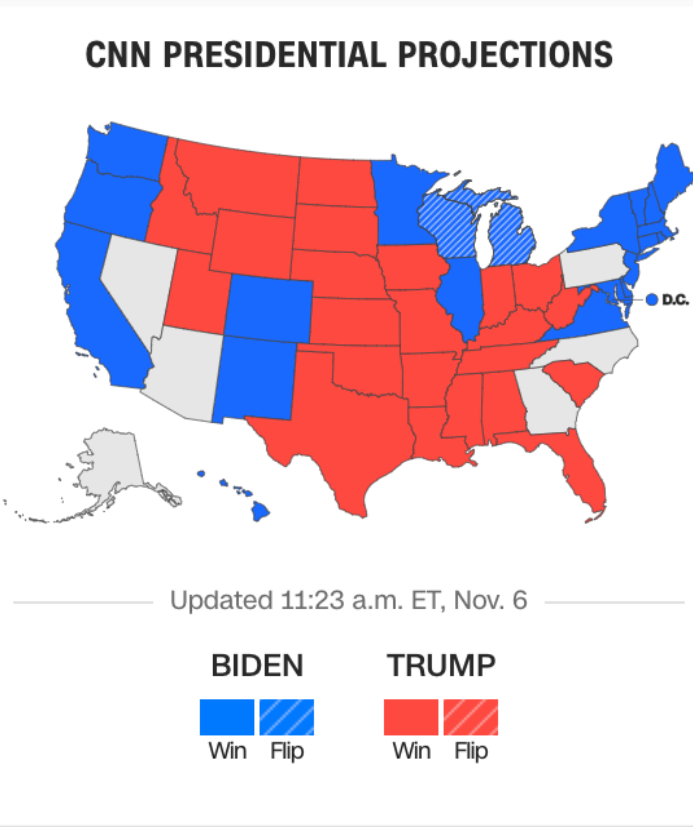 CNN PRESIDENTIAL PROJECTIONS
D.C.
Updated 11:23 a.m. ET, Nov. 6
BIDEN TRUMP
Win Flip Win Flip